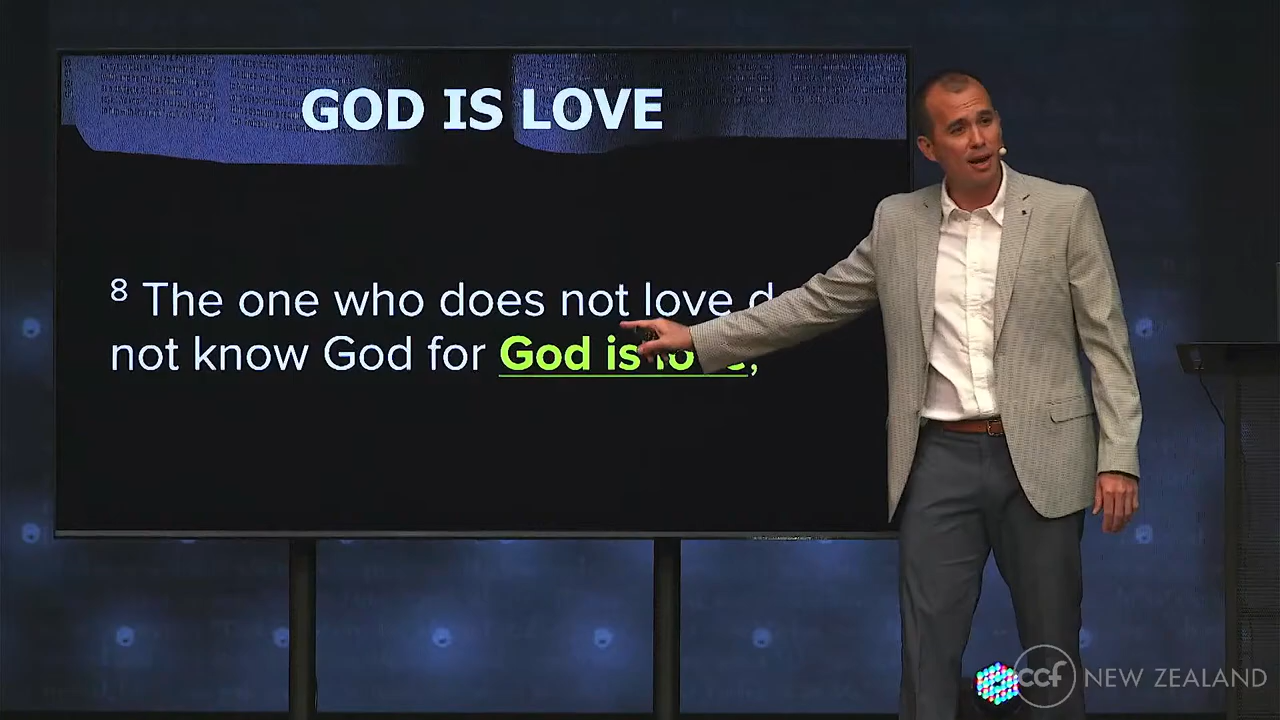 GOD IS LOVE
8 The one who does not love
not know God for God is
ccf NEW ZEALAND